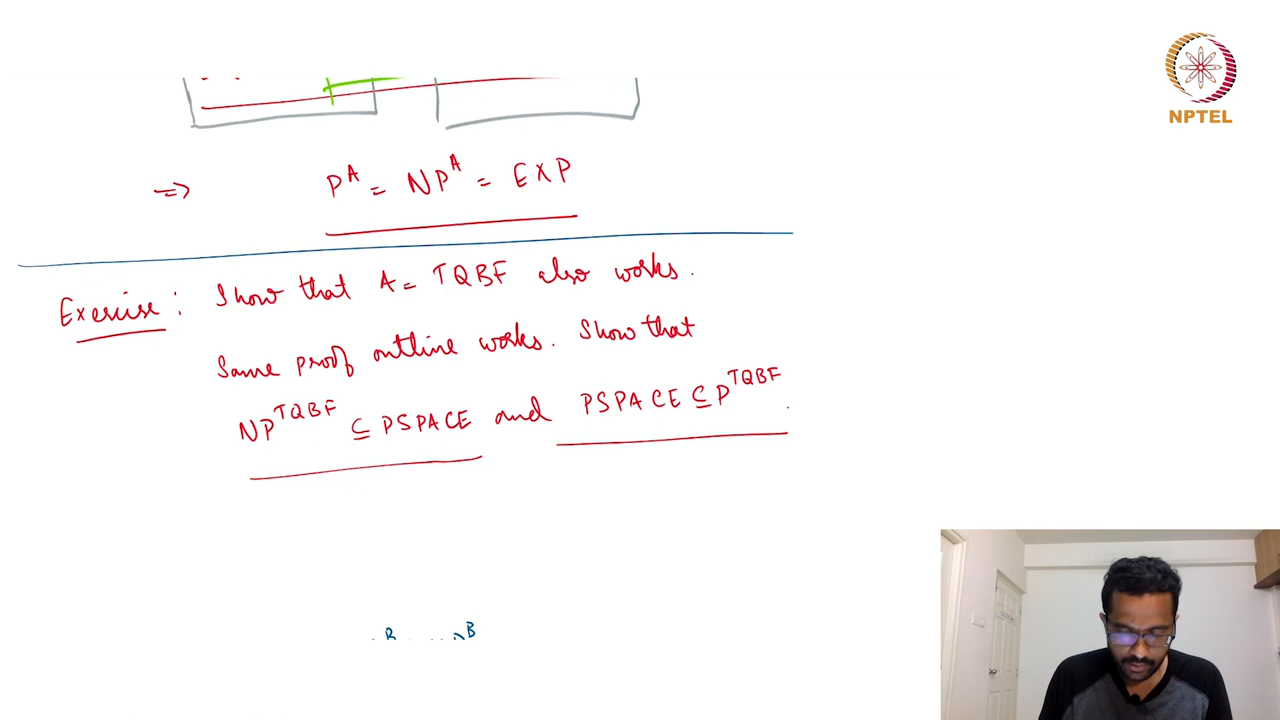 NPTEL
=> P^A = NP^A = EXP
Exercise: Show that A = TQBF also works.
Same proof outline works. Show that
NP^TQBF ⊆ PSPACE and PSPACE ⊆ P^TQBF.
B B